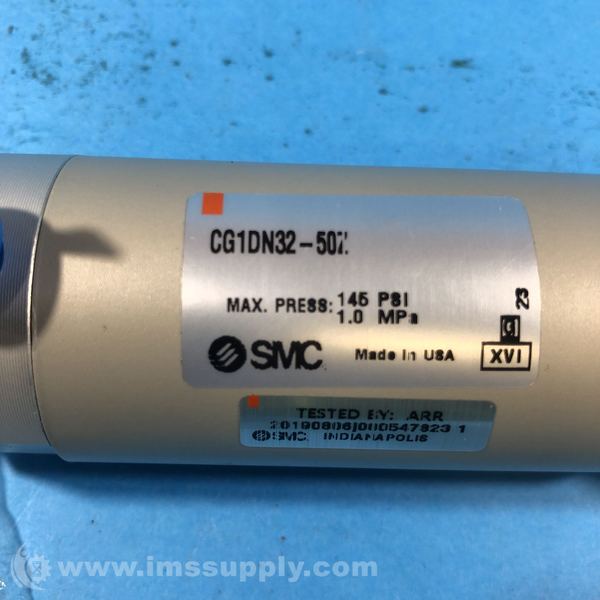 CG1DN32-50Z
MAX. PRESS: 145 PSI
1.0 MPa
23
SMC Made in USA
XVI
TESTED BY: ARR
SMC INDIANAPOLIS
© www.imssupply.com